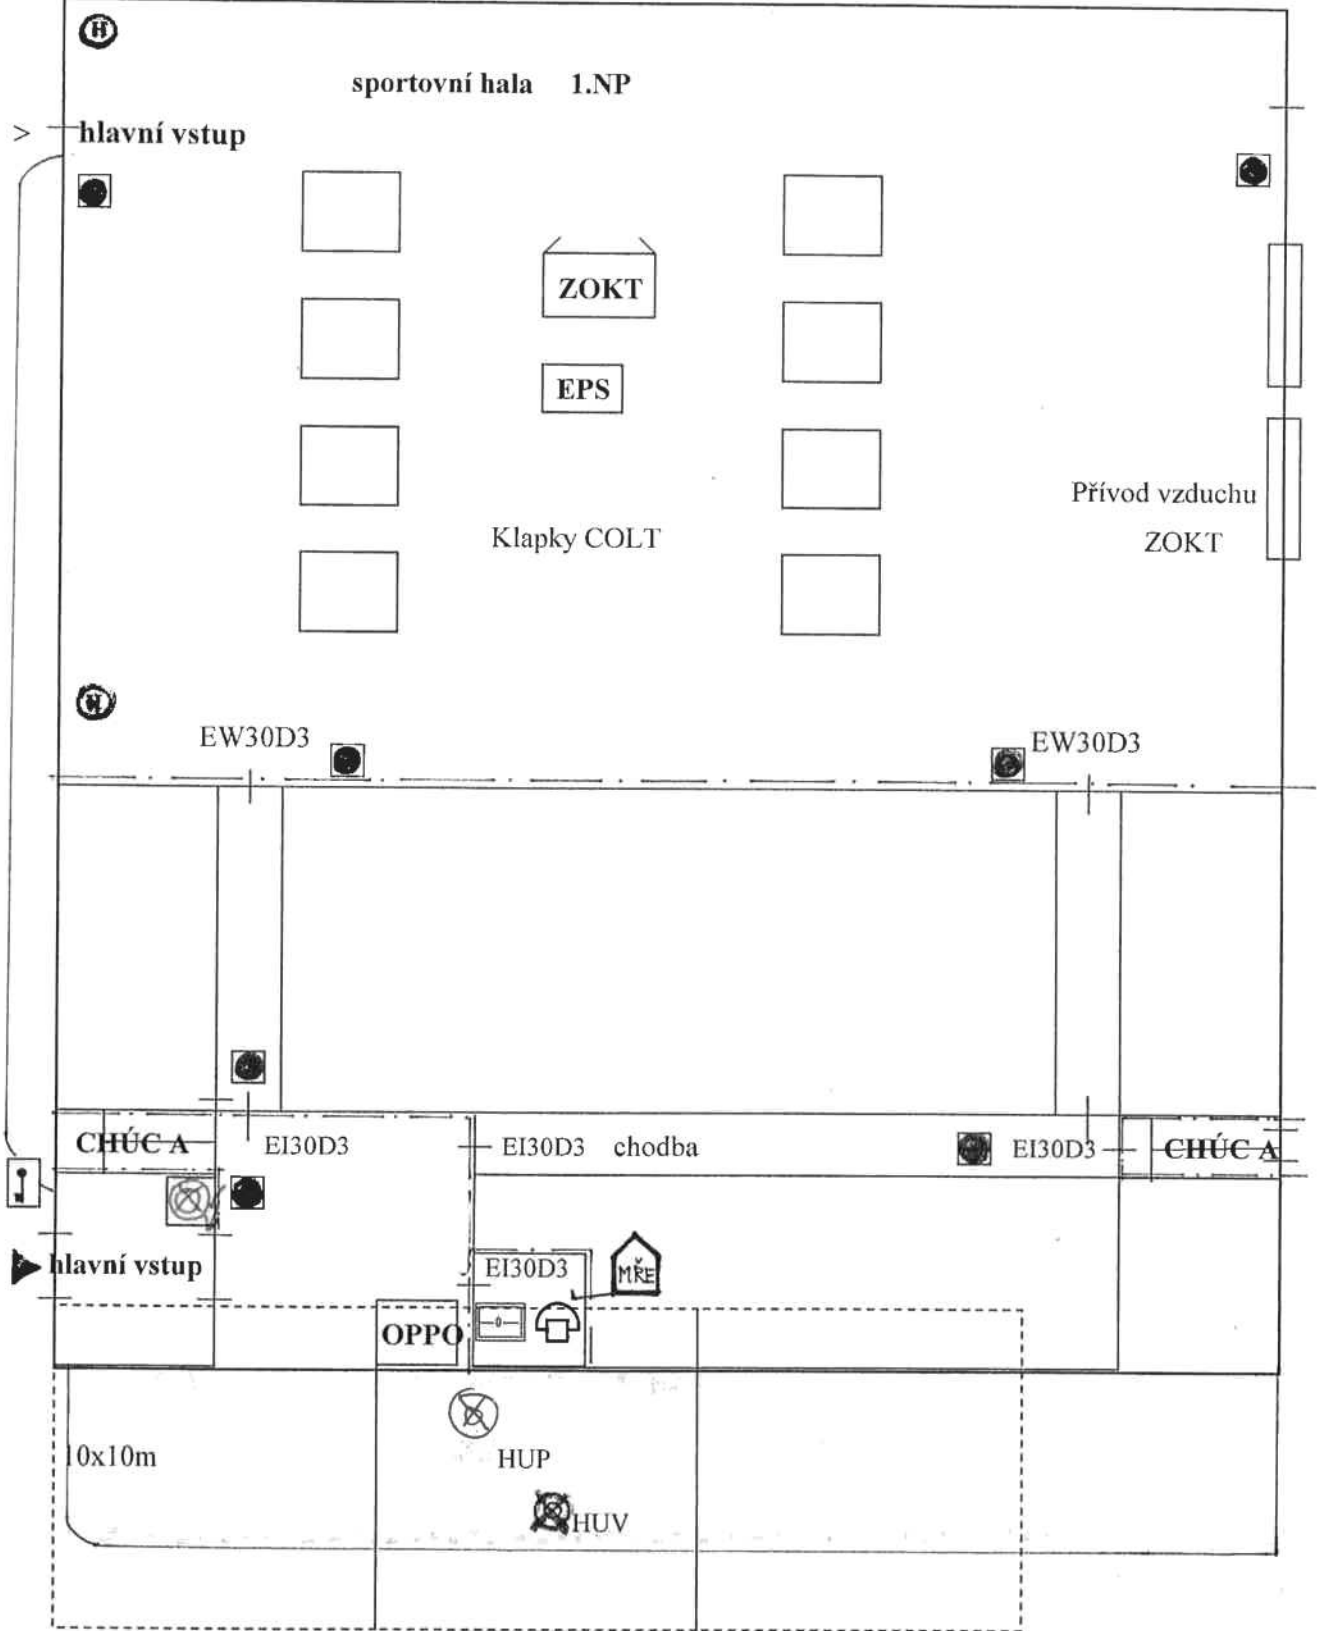 H
sportovní hala 1.NP
> hlavní vstup
ZOKT
EPS
Přívod vzduchu
Klapky COLT
ZOKT
H
EW30D3
EW30D3
CHÚC A
EI30D3
EI30D3 chodba
EI30D3
CHÚC A
hlavní vstup
EI30D3
MŘE
OPPO
10x10m
HUP
HUV